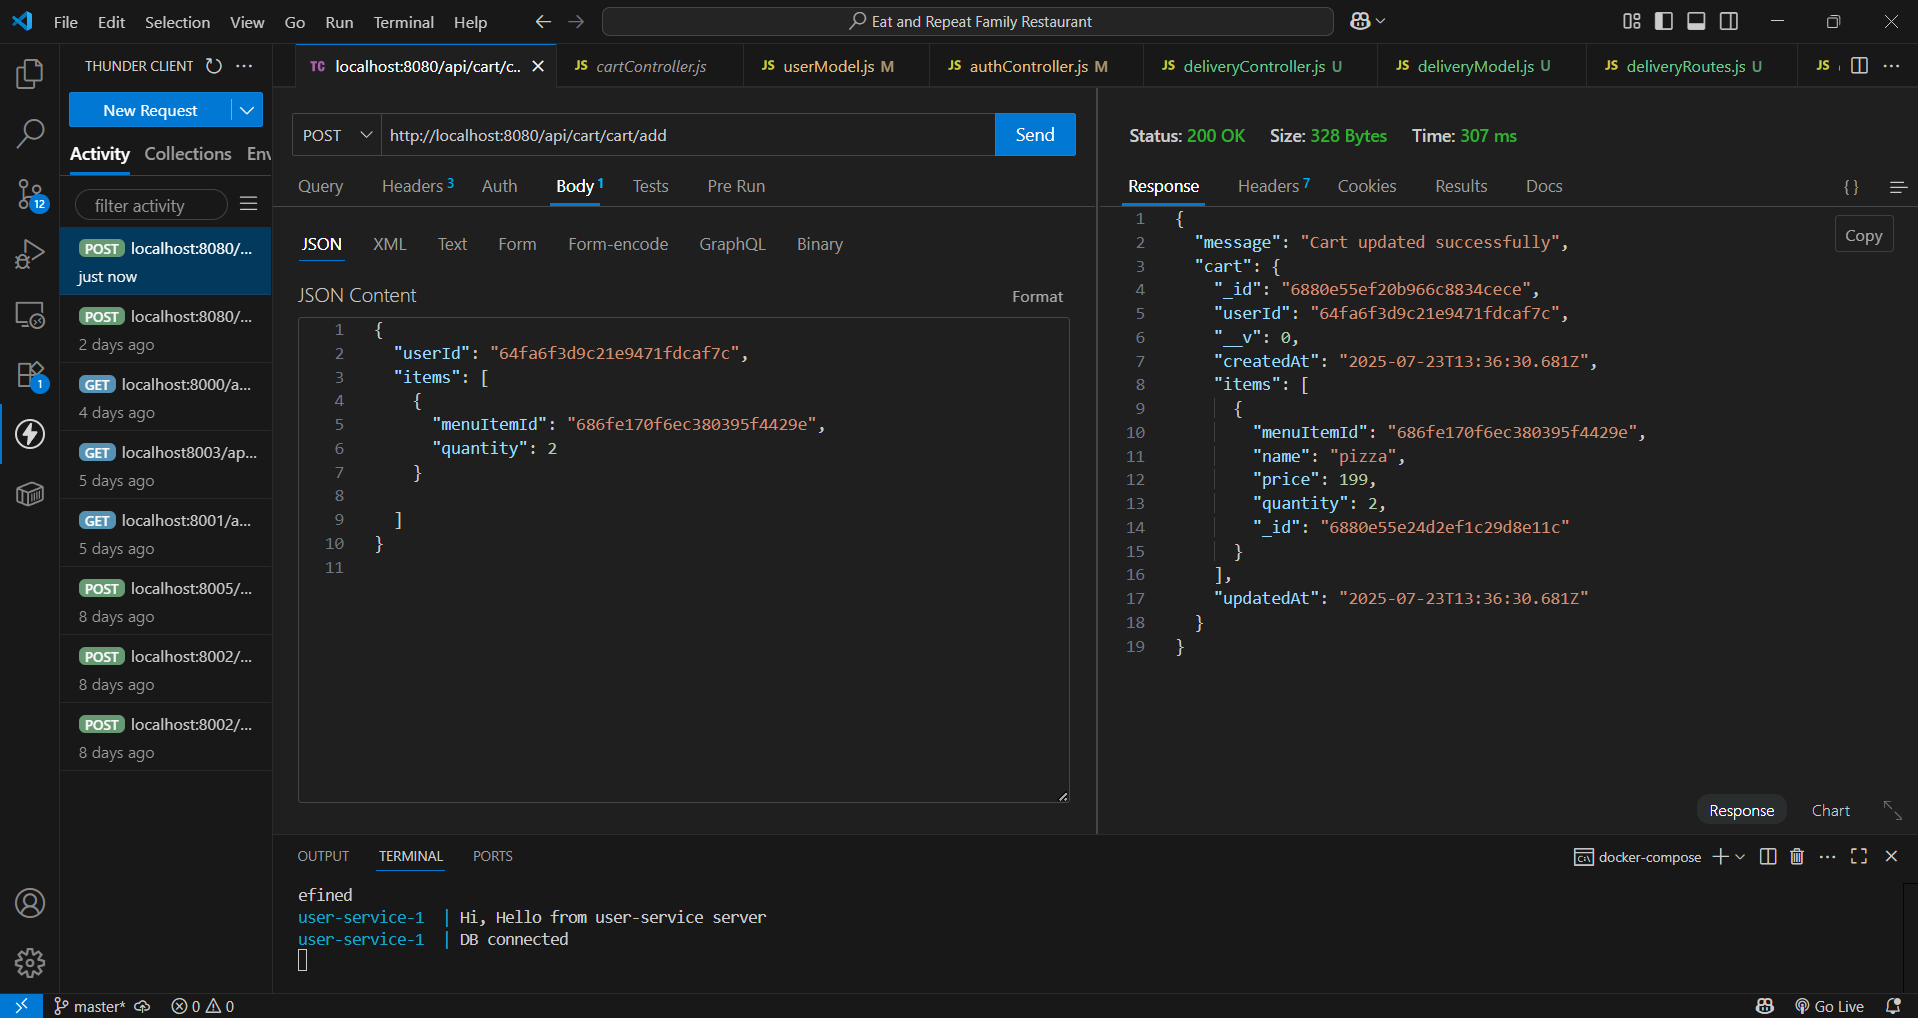 File Edit Selection View Go Run Terminal Help
Eat and Repeat Family Restaurant
THUNDER CLIENT
New Request
Activity Collections Env
filter activity
POST localhost:8080/...
just now
POST localhost:8080/...
2 days ago
GET localhost:8000/a...
4 days ago
GET localhost8003/ap...
5 days ago
GET localhost:8001/a...
5 days ago
POST localhost:8005/...
8 days ago
POST localhost:8002/...
8 days ago
POST localhost:8002/...
8 days ago
12
1
TC localhost:8080/api/cart/c..
JS cartController.js
JS userModel.js M
JS authController.js M
JS deliveryController.js U
JS deliveryModel.js U
JS deliveryRoutes.js U
JS
POST http://localhost:8080/api/cart/cart/add Send
Query Headers 3 Auth Body 1 Tests Pre Run
JSON XML Text Form Form-encode GraphQL Binary
JSON Content Format
1 {
2 "userId": "64fa6f3d9c21e9471fdcaf7c",
3 "items": [
4 {
5 "menuItemId": "686fe170f6ec380395f4429e",
6 "quantity": 2
7 }
8
9 ]
10 }
11
Status: 200 OK Size: 328 Bytes Time: 307 ms
Response Headers 7 Cookies Results Docs {}
Copy
1 {
2 "message": "Cart updated successfully",
3 "cart": {
4 "_id": "6880e55ef20b966c8834cece",
5 "userId": "64fa6f3d9c21e9471fdcaf7c",
6 "__v": 0,
7 "createdAt": "2025-07-23T13:36:30.681Z",
8 "items": [
9 {
10 "menuItemId": "686fe170f6ec380395f4429e",
11 "name": "pizza",
12 "price": 199,
13 "quantity": 2,
14 "_id": "6880e55e24d2ef1c29d8e11c"
15 }
16 ],
17 "updatedAt": "2025-07-23T13:36:30.681Z"
18 }
19 }
Response Chart
OUTPUT TERMINAL PORTS
docker-compose
efined
user-service-1 | Hi, Hello from user-service server
user-service-1 | DB connected
master* 0 0
Go Live